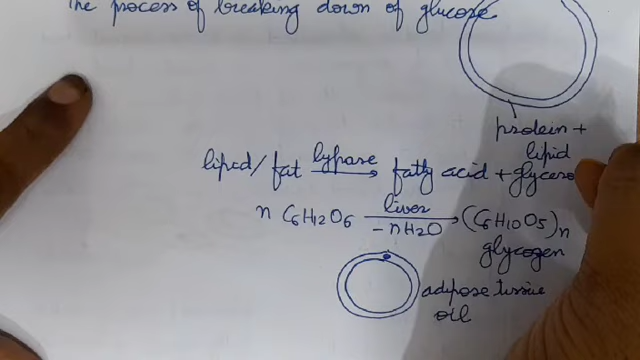 The process of breaking down of glucose
protein +
lipid
lipid/fat lypase → fatty acid + glycero
n C6H12O6 liver → (C6H10O5)n
- nH2O
glycogen
adipose tissue
oil